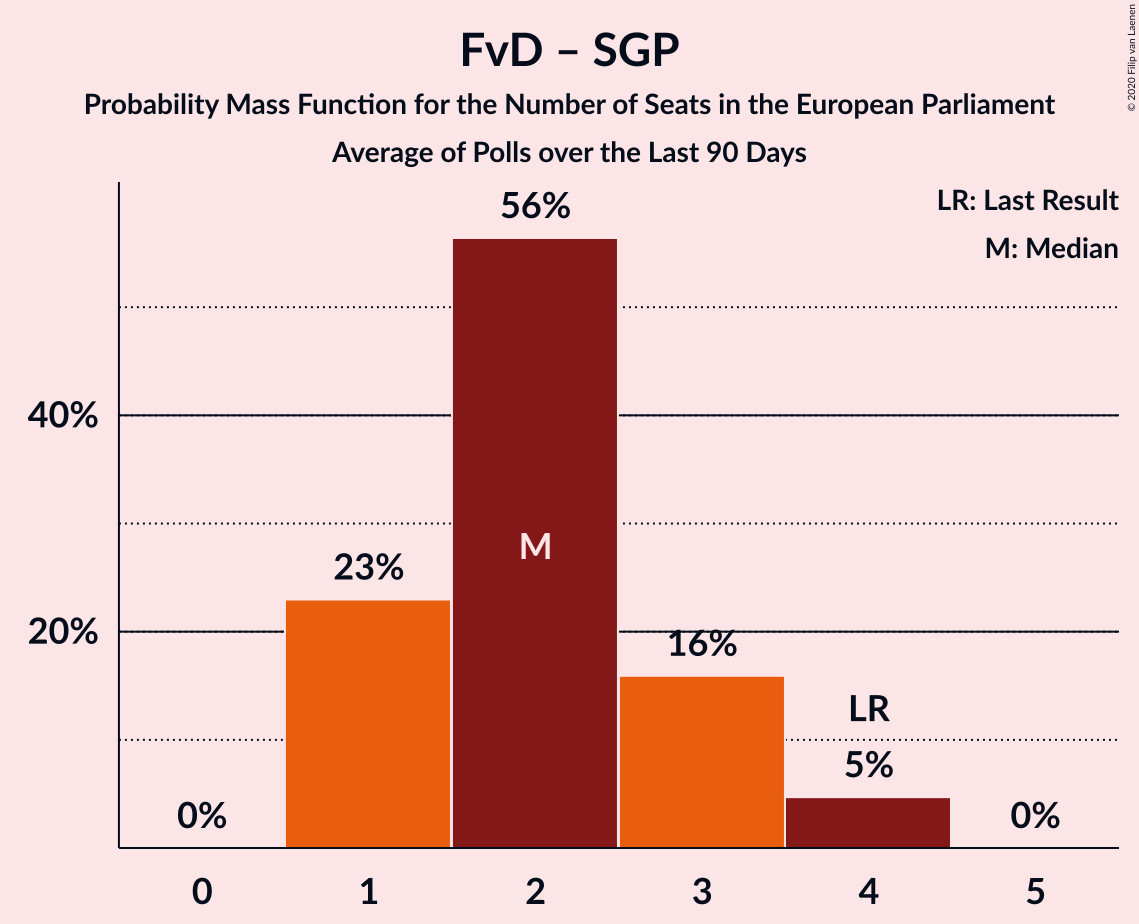 FvD – SGP
Probability Mass Function for the Number of Seats in the European Parliament
Average of Polls over the Last 90 Days
© 2020 Filip van Laenen
LR: Last Result
M: Median
56%
40%
M
23%
20%
16%
LR
5%
0%
0%
0 1 2 3 4 5